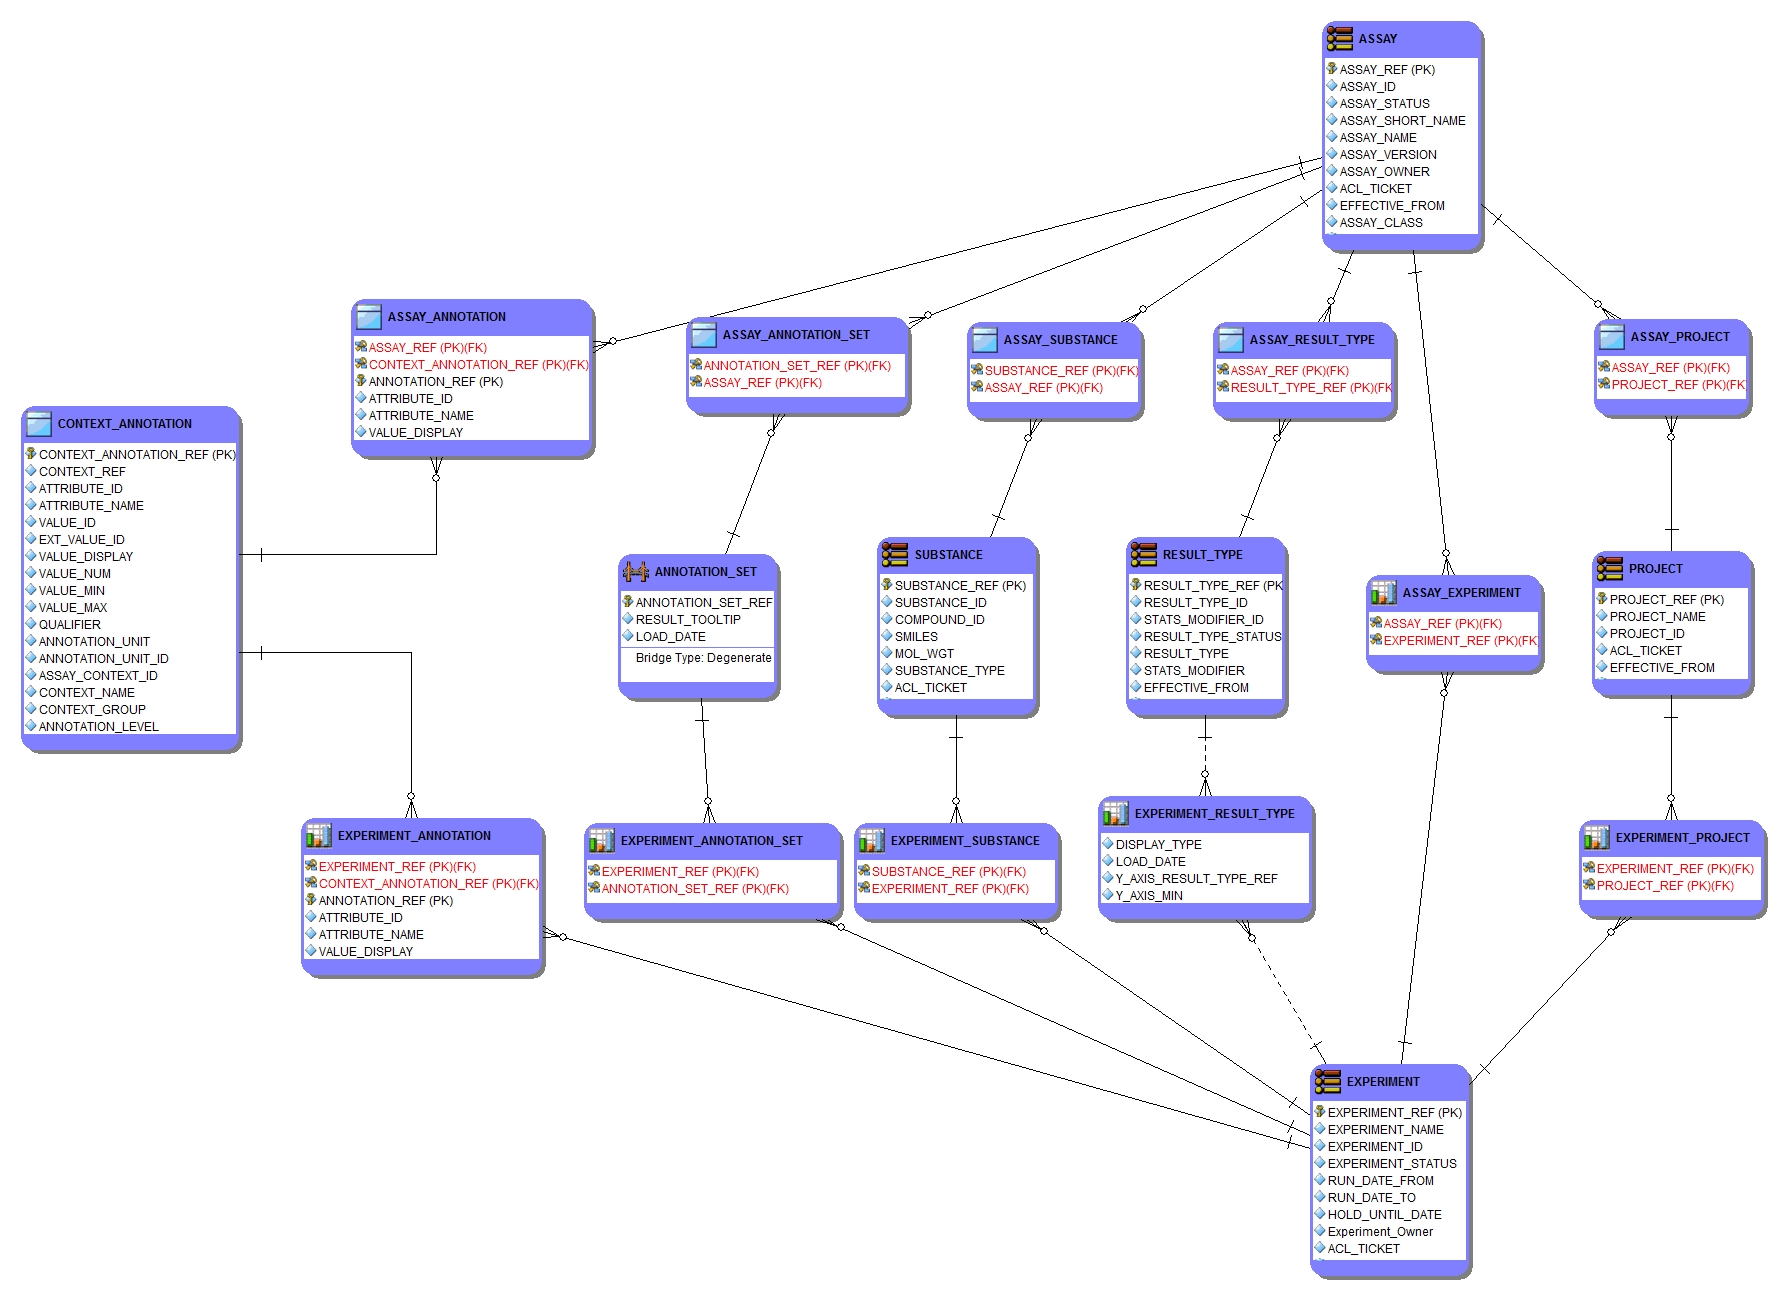 ASSAY
ASSAY_REF (PK)
ASSAY_ID
ASSAY_STATUS
ASSAY_SHORT_NAME
ASSAY_NAME
ASSAY_VERSION
ASSAY_OWNER
ACL_TICKET
EFFECTIVE_FROM
ASSAY_CLASS
ASSAY_ANNOTATION
ASSAY_REF (PK)(FK)
CONTEXT_ANNOTATION_REF (PK)(FK)
ANNOTATION_REF (PK)
ATTRIBUTE_ID
ATTRIBUTE_NAME
VALUE_DISPLAY
ASSAY_ANNOTATION_SET
ANNOTATION_SET_REF (PK)(FK)
ASSAY_REF (PK)(FK)
ASSAY_SUBSTANCE
SUBSTANCE_REF (PK)(FK)
ASSAY_REF (PK)(FK)
ASSAY_RESULT_TYPE
ASSAY_REF (PK)(FK)
RESULT_TYPE_REF (PK)(FK
ASSAY_PROJECT
ASSAY_REF (PK)(FK)
PROJECT_REF (PK)(FK
CONTEXT_ANNOTATION
CONTEXT_ANNOTATION_REF (PK)
CONTEXT_REF
ATTRIBUTE_ID
ATTRIBUTE_NAME
VALUE_ID
EXT_VALUE_ID
VALUE_DISPLAY
VALUE_NUM
VALUE_MIN
VALUE_MAX
QUALIFIER
ANNOTATION_UNIT
ANNOTATION_UNIT_ID
ASSAY_CONTEXT_ID
CONTEXT_NAME
CONTEXT_GROUP
ANNOTATION_LEVEL
ANNOTATION_SET
ANNOTATION_SET_REF
RESULT_TOOLTIP
LOAD_DATE
Bridge Type: Degenerate
SUBSTANCE
SUBSTANCE_REF (PK)
SUBSTANCE_ID
COMPOUND_ID
SMILES
MOL_WGT
SUBSTANCE_TYPE
ACL_TICKET
RESULT_TYPE
RESULT_TYPE_REF (PK
RESULT_TYPE_ID
STATS_MODIFIER_ID
RESULT_TYPE_STATUS
RESULT_TYPE
STATS_MODIFIER
EFFECTIVE_FROM
ASSAY_EXPERIMENT
ASSAY_REF (PK)(FK)
EXPERIMENT_REF (PK)(FK
PROJECT
PROJECT_REF (PK)
PROJECT_NAME
PROJECT_ID
ACL_TICKET
EFFECTIVE_FROM
EXPERIMENT_ANNOTATION
EXPERIMENT_REF (PK)(FK)
CONTEXT_ANNOTATION_REF (PK)(FK)
ANNOTATION_REF (PK)
ATTRIBUTE_ID
ATTRIBUTE_NAME
VALUE_DISPLAY
EXPERIMENT_ANNOTATION_SET
EXPERIMENT_REF (PK)(FK)
ANNOTATION_SET_REF (PK)(FK)
EXPERIMENT_SUBSTANCE
SUBSTANCE_REF (PK)(FK)
EXPERIMENT_REF (PK)(FK)
EXPERIMENT_RESULT_TYPE
DISPLAY_TYPE
LOAD_DATE
Y_AXIS_RESULT_TYPE_REF
Y_AXIS_MIN
EXPERIMENT_PROJECT
EXPERIMENT_REF (PK)(FK)
PROJECT_REF (PK)(FK)
EXPERIMENT
EXPERIMENT_REF (PK)
EXPERIMENT_NAME
EXPERIMENT_ID
EXPERIMENT_STATUS
RUN_DATE_FROM
RUN_DATE_TO
HOLD_UNTIL_DATE
Experiment_Owner
ACL_TICKET